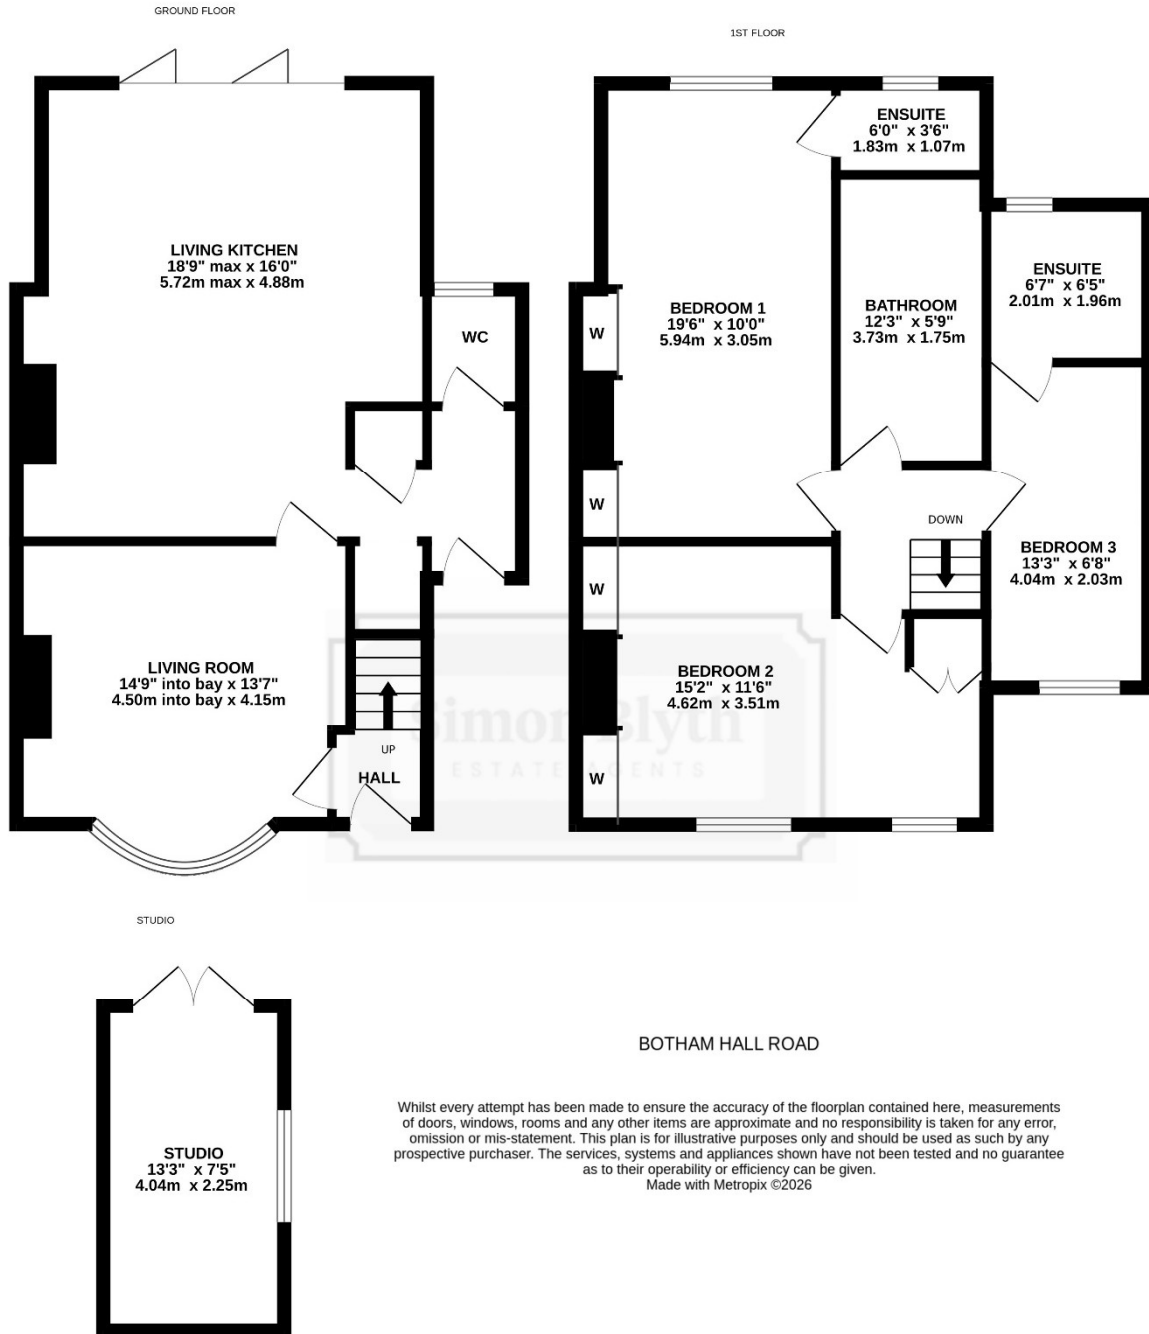 GROUND FLOOR
1ST FLOOR
LIVING KITCHEN
18'9" max x 16'0"
5.72m max x 4.88m
WC
LIVING ROOM
14'9" into bay x 13'7"
4.50m into bay x 4.15m
UP
HALL
ENSUITE
6'0" x 3'6"
1.83m x 1.07m
BEDROOM 1
19'6" x 10'0"
5.94m x 3.05m
BATHROOM
12'3" x 5'9"
3.73m x 1.75m
ENSUITE
6'7" x 6'5"
2.01m x 1.96m
W
W
W
W
DOWN
BEDROOM 3
13'3" x 6'8"
4.04m x 2.03m
BEDROOM 2
15'2" x 11'6"
4.62m x 3.51m
Simon Blyth
ESTATE AGENTS
STUDIO
STUDIO
13'3" x 7'5"
4.04m x 2.25m
BOTHAM HALL ROAD
Whilst every attempt has been made to ensure the accuracy of the floorplan contained here, measurements
of doors, windows, rooms and any other items are approximate and no responsibility is taken for any error,
omission or mis-statement. This plan is for illustrative purposes only and should be used as such by any
prospective purchaser. The services, systems and appliances shown have not been tested and no guarantee
as to their operability or efficiency can be given.
Made with Metropix ©2026